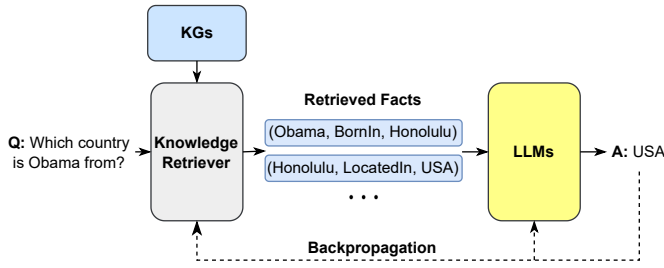 KGs
Q: Which country
is Obama from?
Knowledge
Retriever
Retrieved Facts
(Obama, BornIn, Honolulu)
(Honolulu, LocatedIn, USA)
...
LLMs
A: USA
Backpropagation